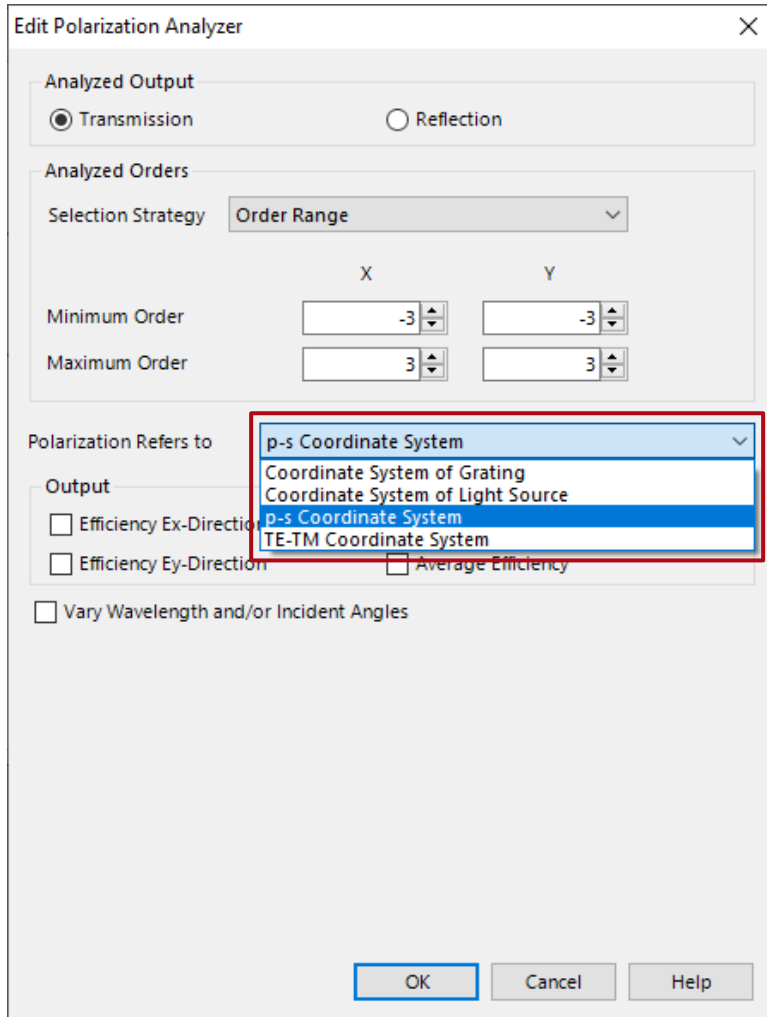 Edit Polarization Analyzer
Analyzed Output
Transmission Reflection
Analyzed Orders
Selection Strategy Order Range
X Y
Minimum Order -3 -3
Maximum Order 3 3
Polarization Refers to p-s Coordinate System
Coordinate System of Grating
Output
Coordinate System of Light Source
Efficiency Ex-Direction p-s Coordinate System
TE-TM Coordinate System
Efficiency Ey-Direction Average Efficiency
Vary Wavelength and/or Incident Angles
OK Cancel Help